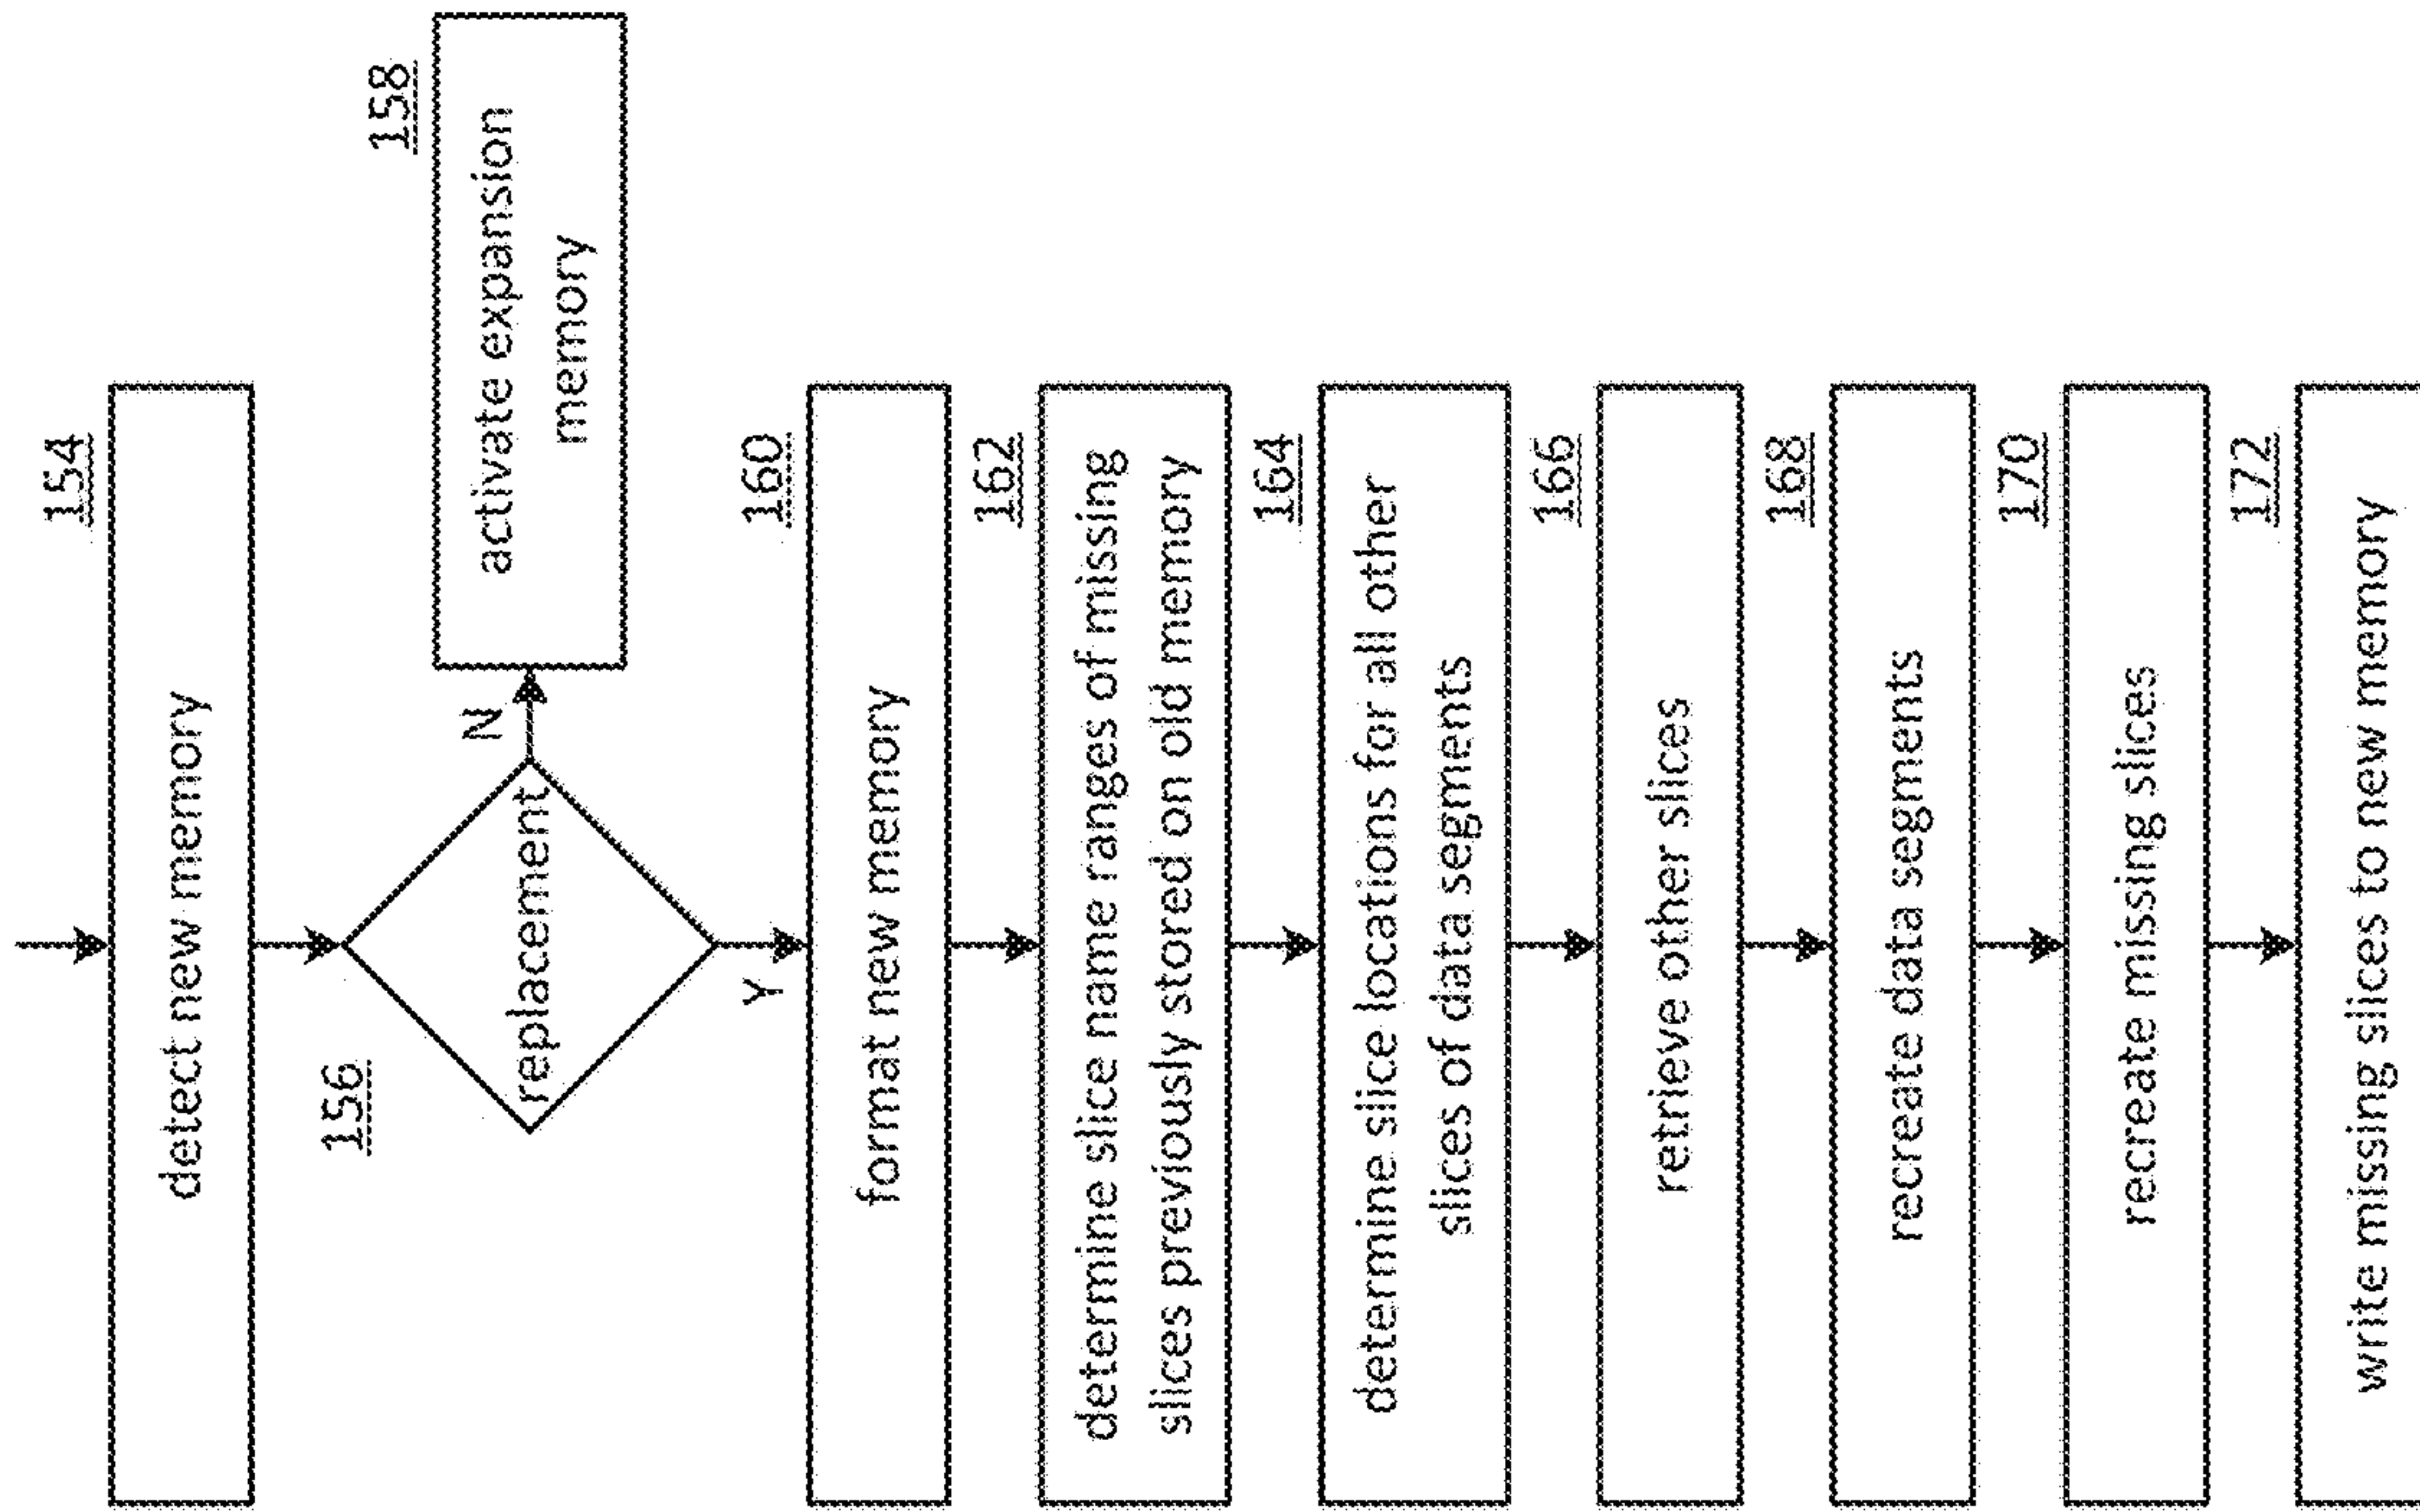 154
detect new memory
156
replacement
N
158
activate expansion
memory
Y
160
format new memory
162
determine slice name ranges of missing
slices previously stored on old memory
164
determine slice locations for all other
slices of data segments
166
retrieve other slices
168
recreate data segments
170
recreate missing slices
172
write missing slices to new memory